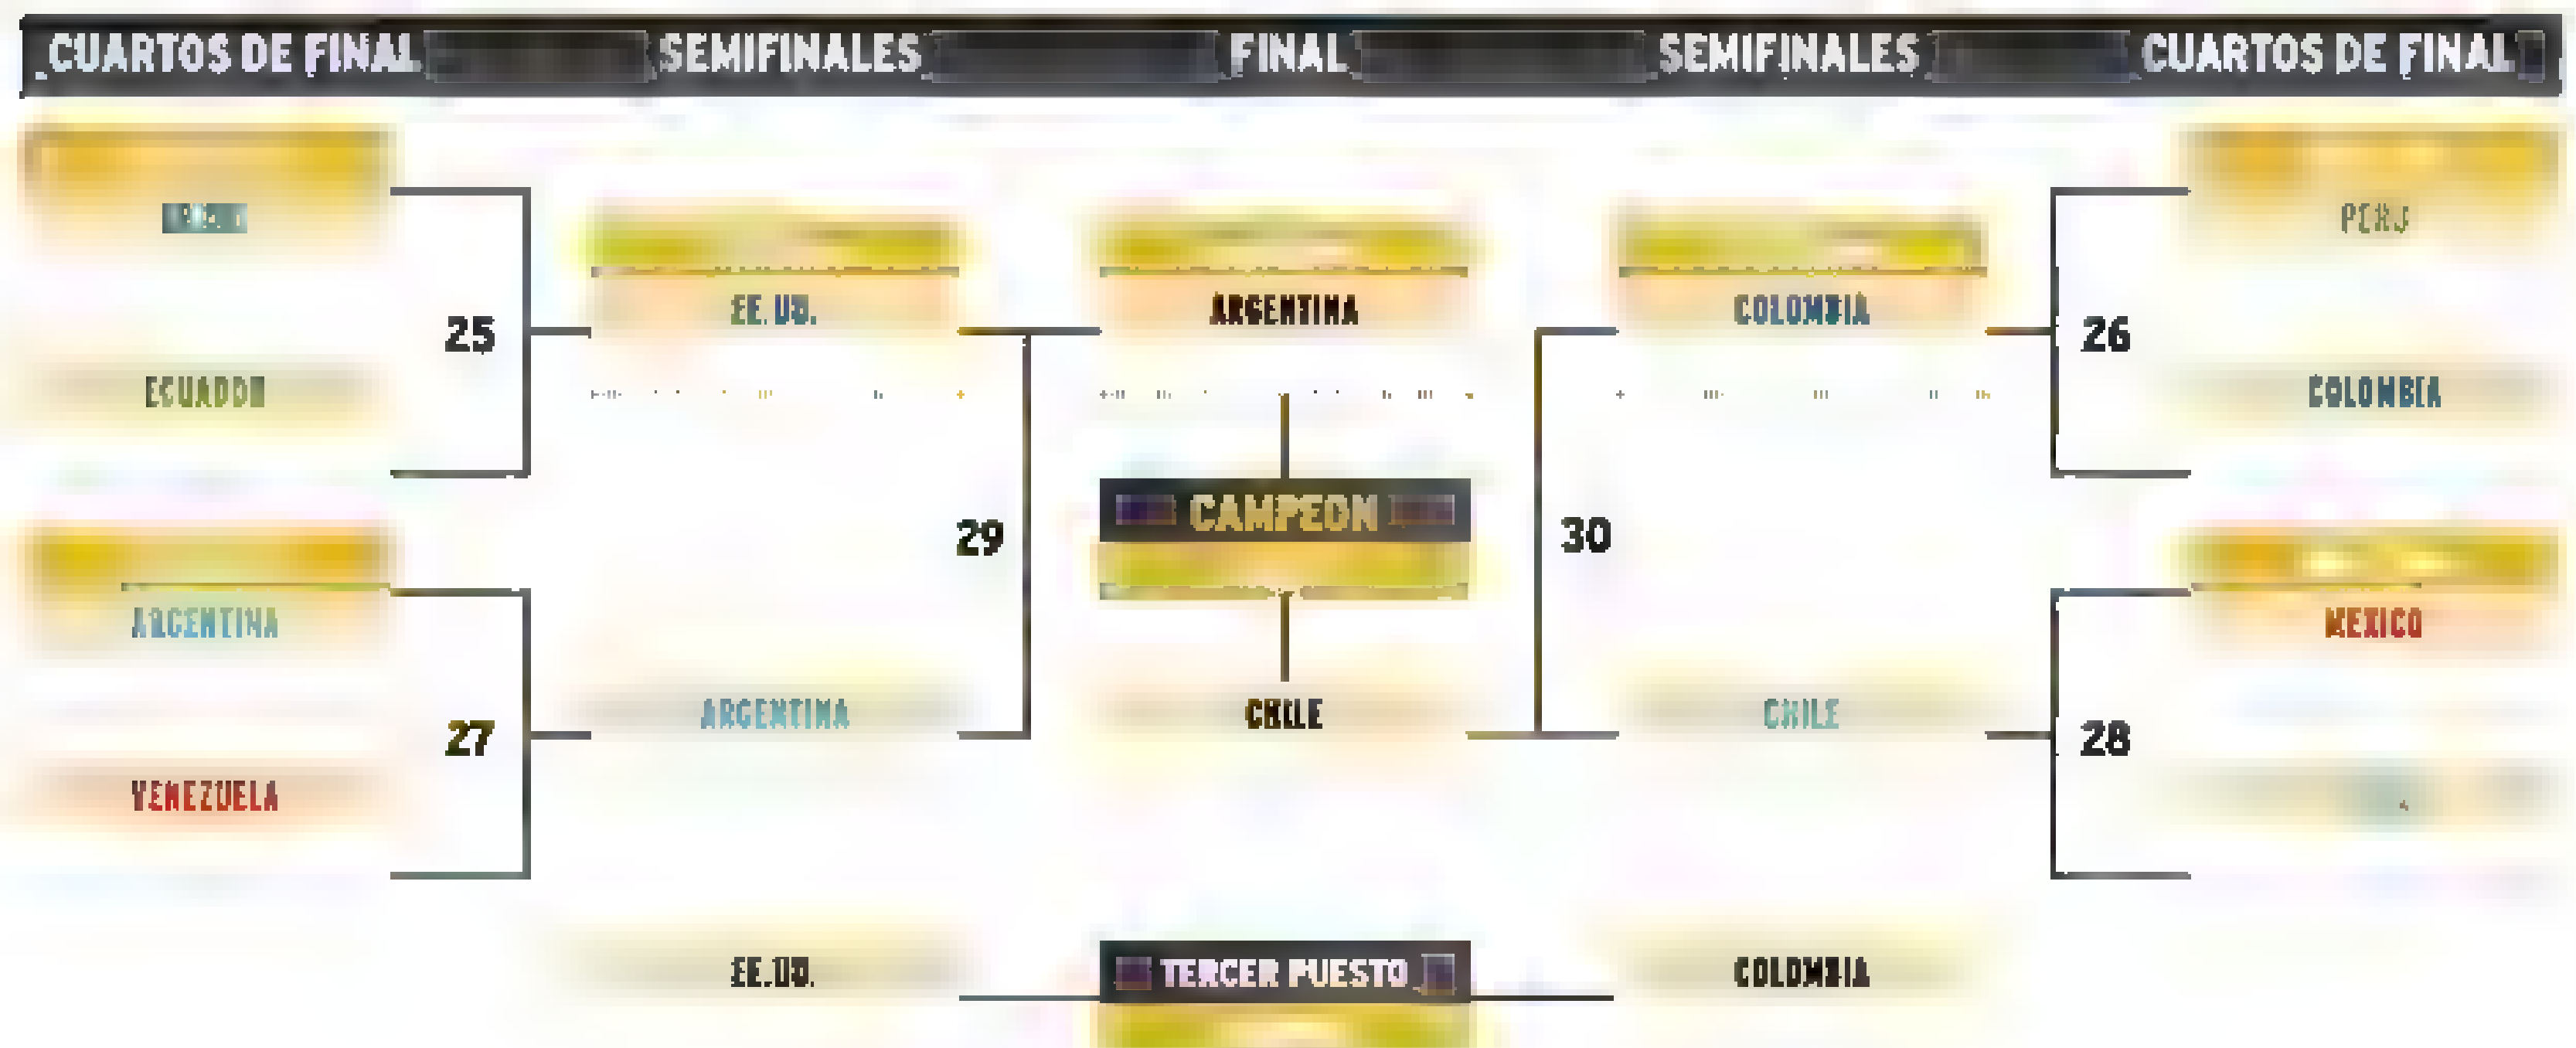 CUARTOS DE FINAL SEMIFINALES FINAL SEMIFINALES CUARTOS DE FINAL
EE.UU. ARGENTINA COLOMBIA
PERU
25 26
ECUADOR COLOMBIA
CAMPEON
29 30
ARGENTINA MEXICO
ARGENTINA CHILE CHILE
27 28
VENEZUELA
EE.UU. TERCER PUESTO COLOMBIA